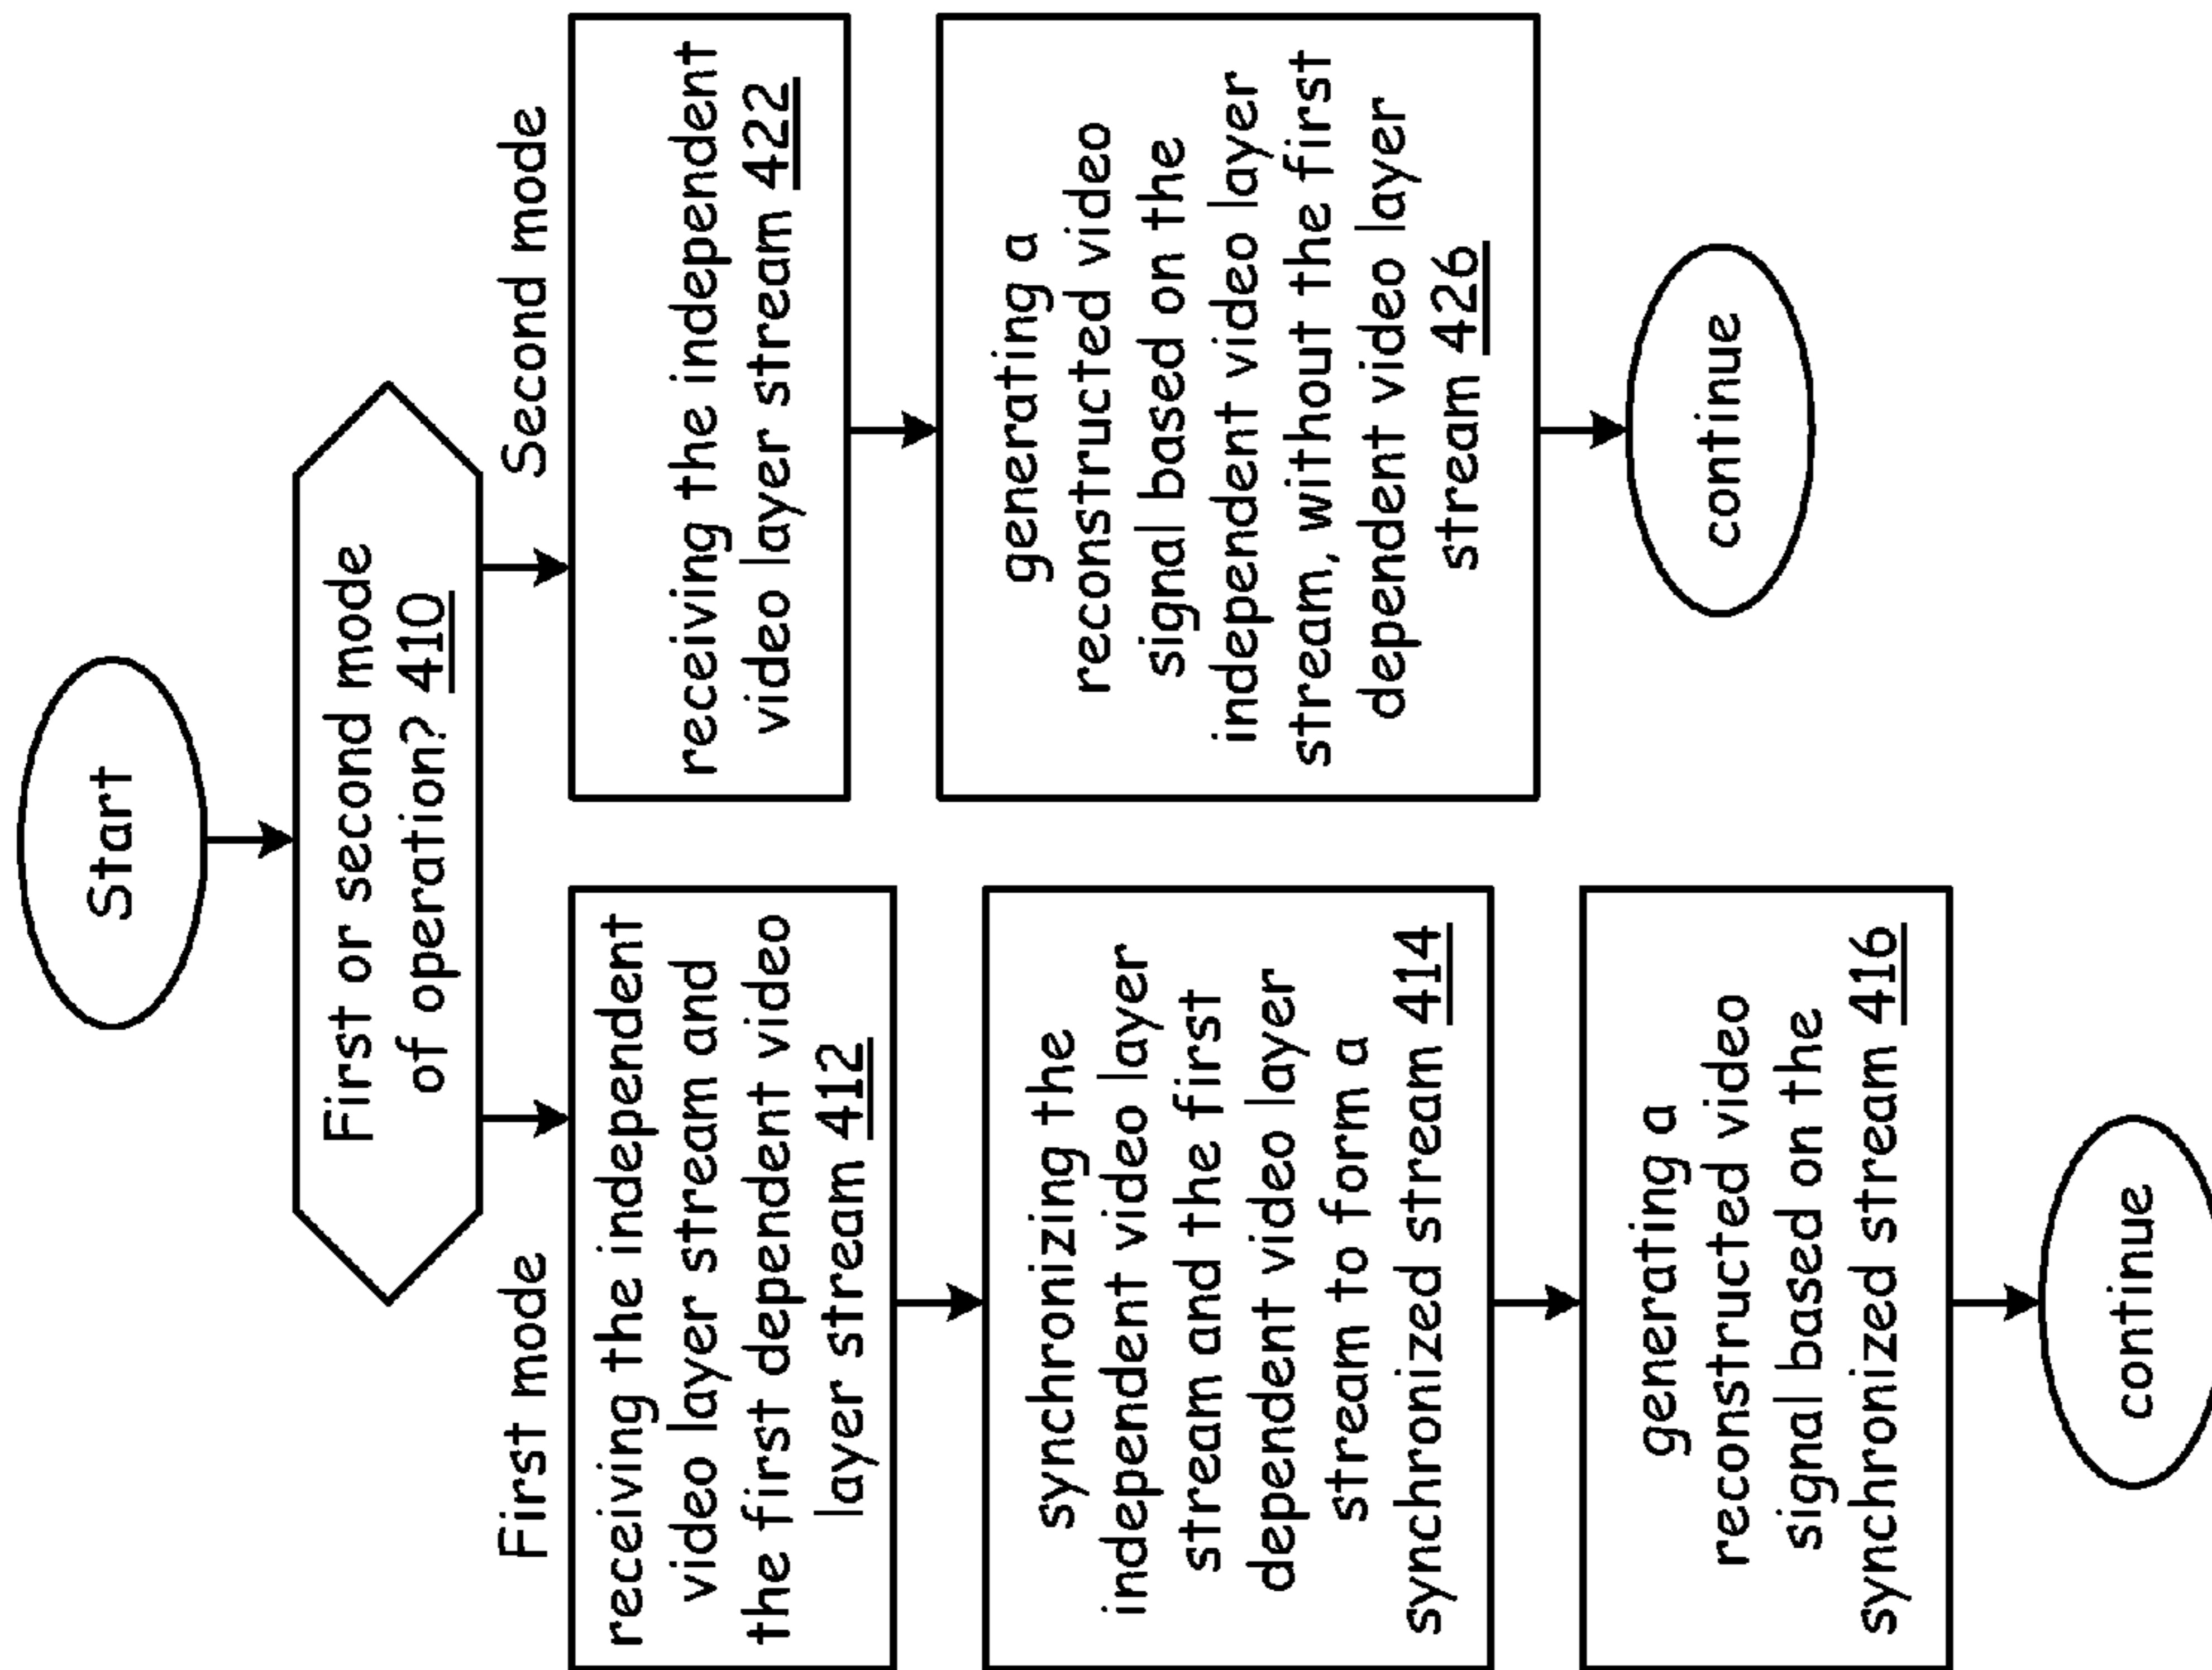 Start
First or second mode
of operation? 410
First mode
receiving the independent
video layer stream and
the first dependent video
layer stream 412
synchronizing the
independent video layer
stream and the first
dependent video layer
stream to form a
synchronized stream 414
generating a
reconstructed video
signal based on the
synchronized stream 416
continue
Second mode
receiving the independent
video layer stream 422
generating a
reconstructed video
signal based on the
independent video layer
stream, without the first
dependent video layer
stream 426
continue